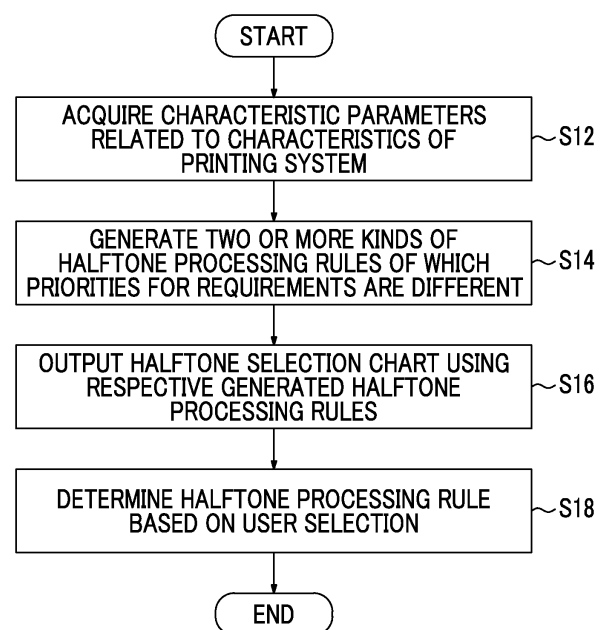 START
ACQUIRE CHARACTERISTIC PARAMETERS
RELATED TO CHARACTERISTICS OF
PRINTING SYSTEM
S12
GENERATE TWO OR MORE KINDS OF
HALFTONE PROCESSING RULES OF WHICH
PRIORITIES FOR REQUIREMENTS ARE DIFFERENT
S14
OUTPUT HALFTONE SELECTION CHART USING
RESPECTIVE GENERATED HALFTONE
PROCESSING RULES
S16
DETERMINE HALFTONE PROCESSING RULE
BASED ON USER SELECTION
S18
END